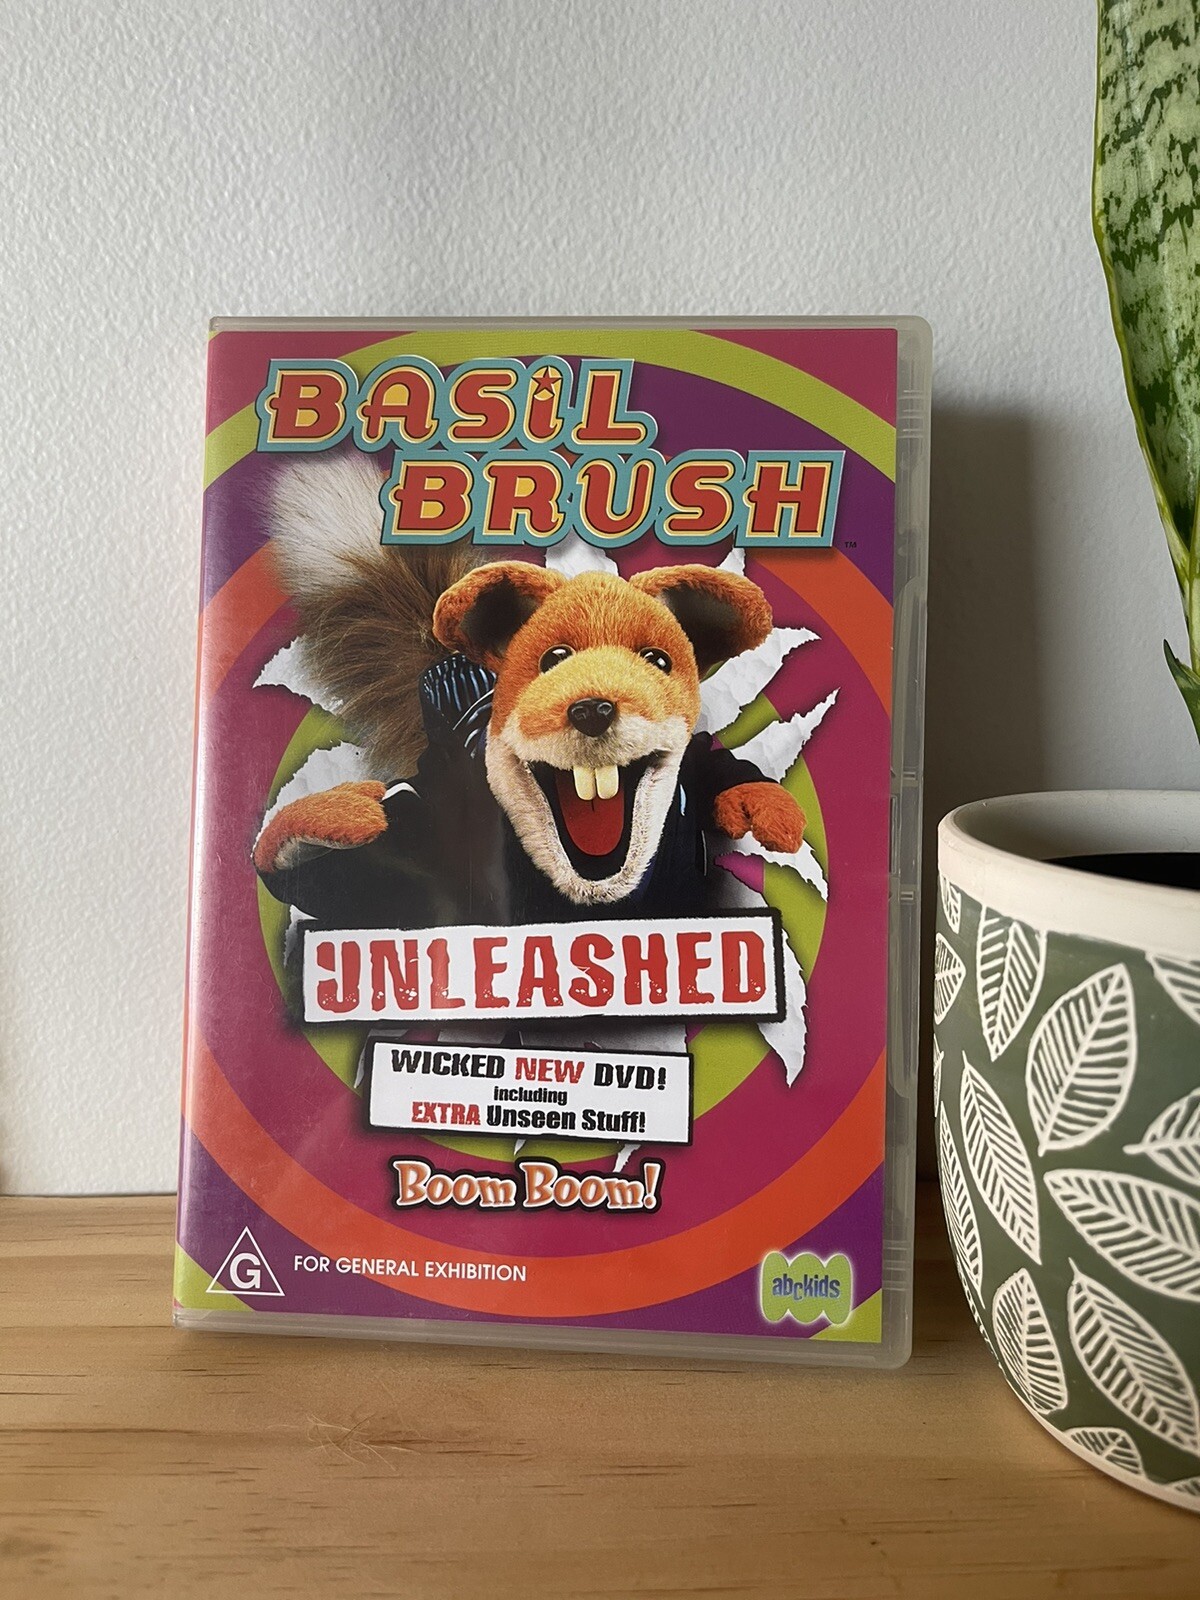 BASiL
BRUSH
TM
UNLEASHED
WICKED NEW DVD!
including
EXTRA Unseen Stuff!
Boom Boom!
G
FOR GENERAL EXHIBITION
abckids